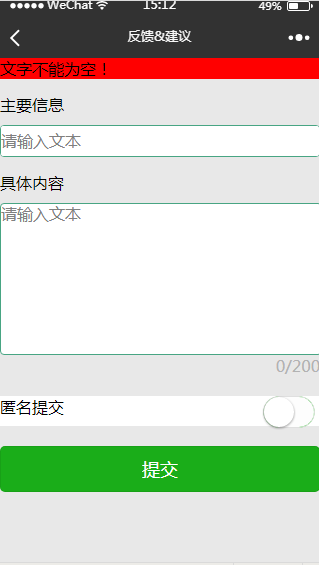 ●●●●● WeChat 15:12 49%
反馈&建议
文字不能为空！
主要信息
请输入文本
具体内容
请输入文本
0/200
匿名提交
提交